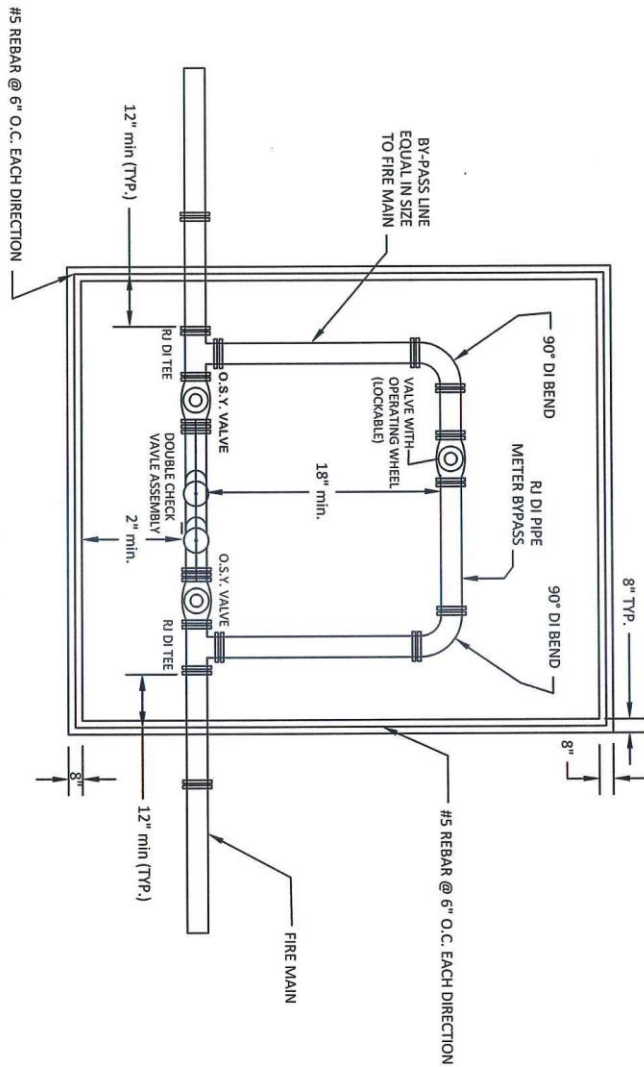 8" TYP.
8"
90° DI BEND
90° DI BEND
RJ DI PIPE
METER BYPASS
VALVE WITH
OPERATING WHEEL
(LOCKABLE)
BY-PASS LINE
EQUAL IN SIZE
TO FIRE MAIN
#5 REBAR @ 6" O.C. EACH DIRECTION
18" min.
FIRE MAIN
O.S.Y. VALVE
O.S.Y. VALVE
RJ DI TEE
RJ DI TEE
DOUBLE CHECK
VAVLE ASSEMBLY
2" min.
12" min (TYP.)
12" min (TYP.)
8"
#5 REBAR @ 6" O.C. EACH DIRECTION